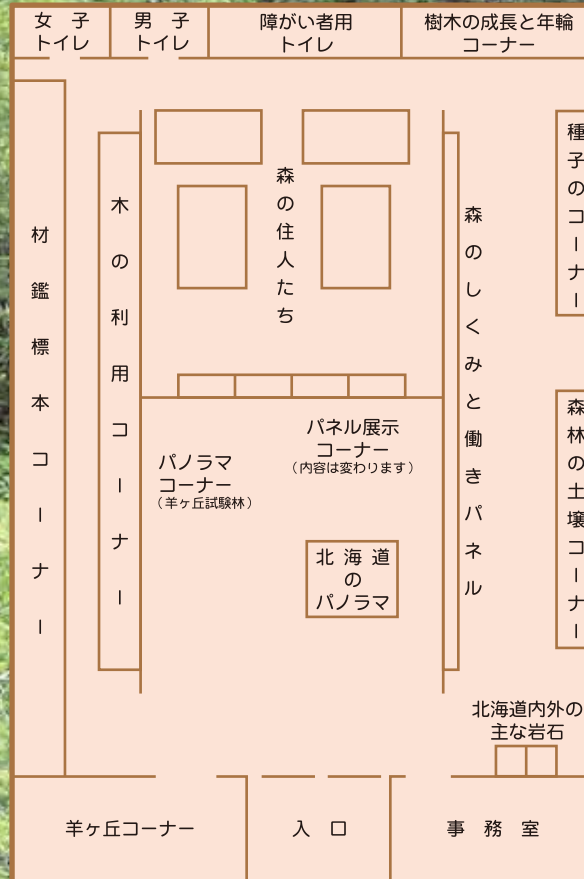 女 子
トイレ
男 子
トイレ
障がい者用
トイレ
樹木の成長と年輪
コーナー
材鑑標本コーナー
木の利用コーナー
森の住人たち
森のしくみと働きパネル
種子のコーナー
森林の土壌コーナー
パノラマ
コーナー
（羊ヶ丘試験林）
パネル展示
コーナー
（内容は変わります）
北 海 道
の
パノラマ
北海道内外の
主な岩石
羊ヶ丘コーナー
入 口
事 務 室